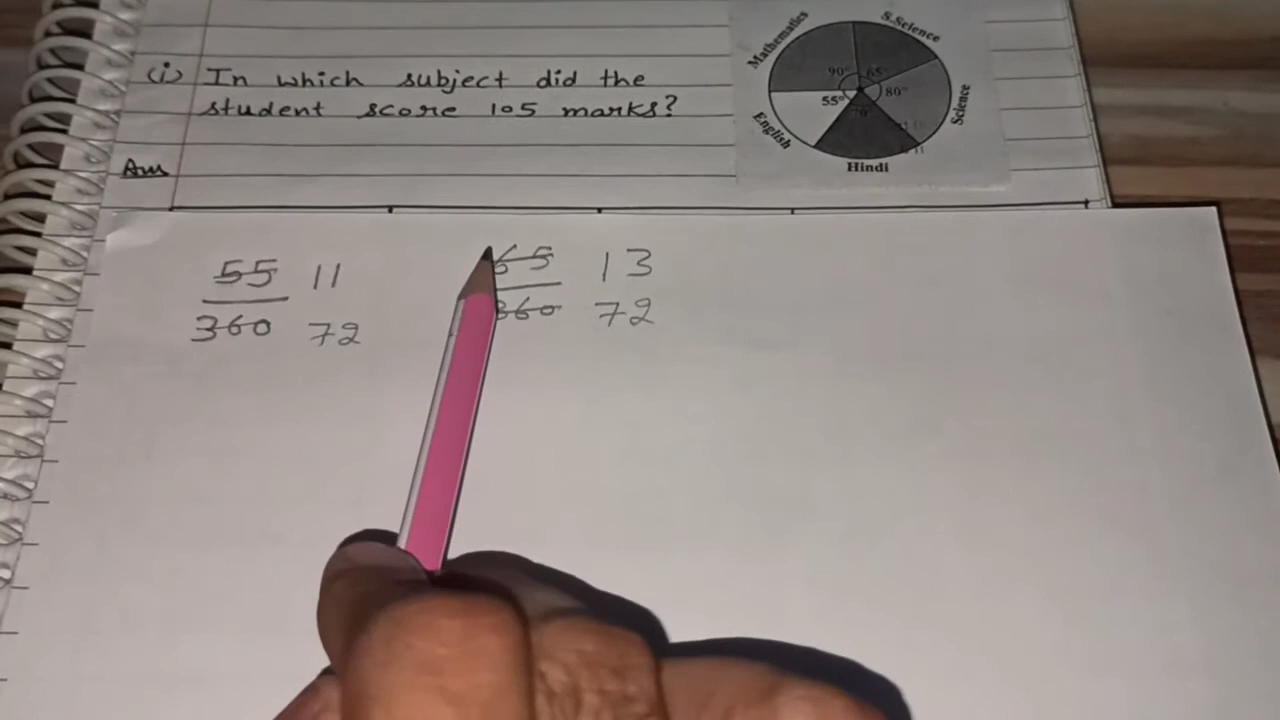 (i) In which subject did the
student score 105 marks?
Ans
Mathematics
S.Science
90°
65°
80°
55°
70°
English
Science
Hindi
55 11
360 72
65 13
360 72